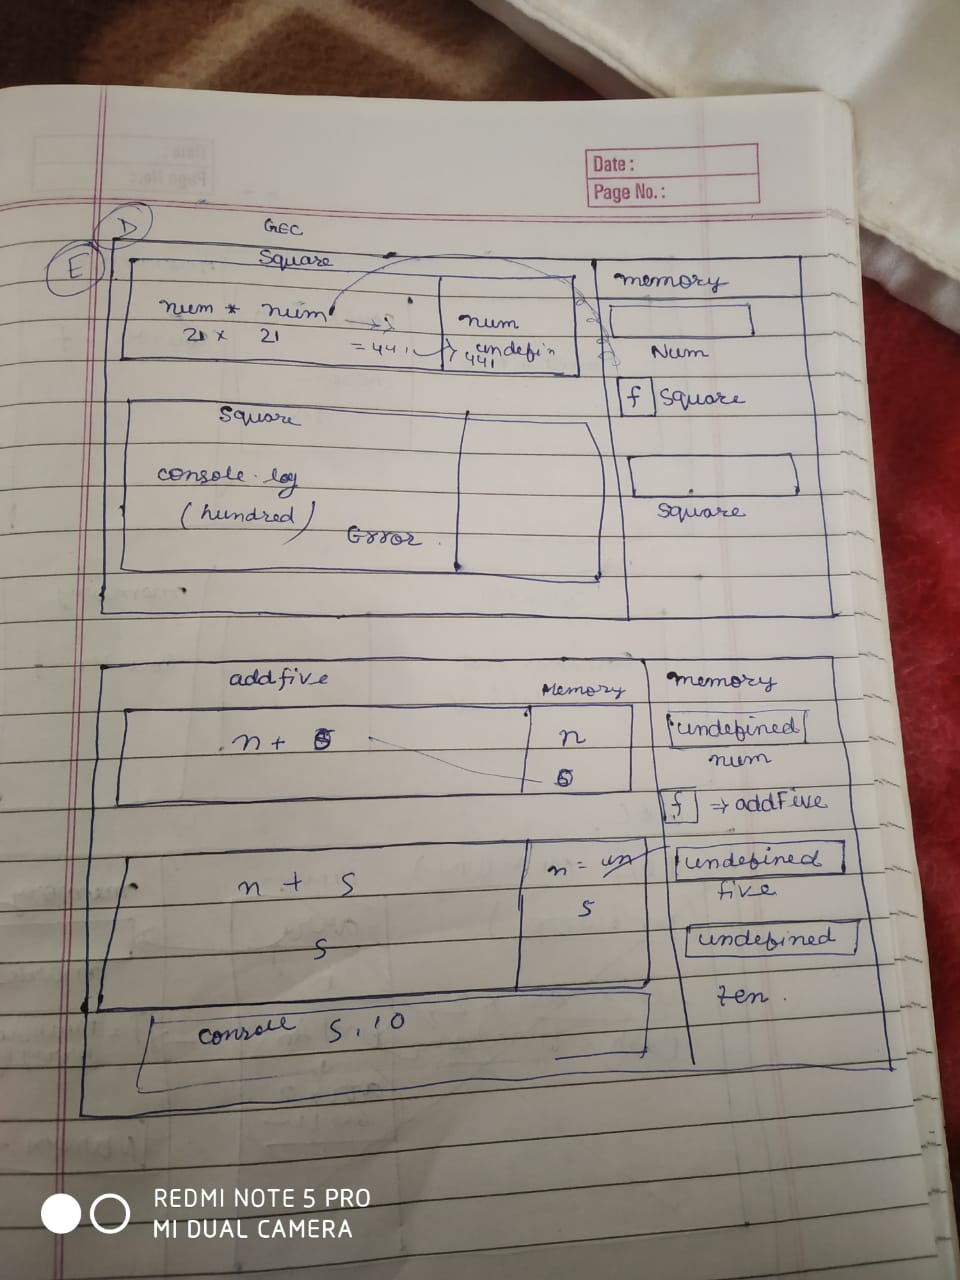 Date :
Page No. :
D
GEC
E
Square
memory
num * num
num
21 x 21
= 441
undefin
441
Num
f Square
Square
console.log
(hundred)
Error.
Square
addfive
Memory
memory
n + 5
n
undefined
num
5
f => addFive
n + 5
n = un
undefined
five
5
5
undefined
zen.
console 5, 10
REDMI NOTE 5 PRO
MI DUAL CAMERA